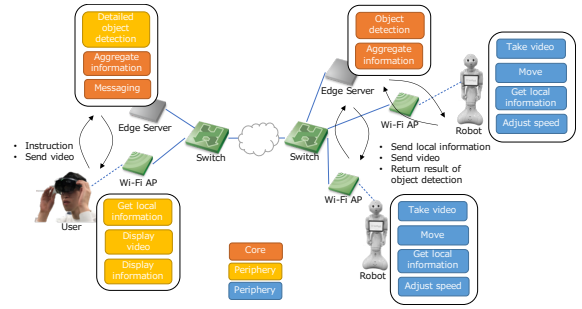 Detailed
object
detection
Aggregate
information
Messaging
Edge Server
• Instruction
• Send video
Wi-Fi AP
Switch
User
Get local
information
Display
video
Display
information
Core
Periphery
Periphery
Object
detection
Aggregate
information
Edge Server
Switch
Wi-Fi AP
Robot
Take video
Move
Get local
information
Adjust speed
• Send local information
• Send video
• Return result of
object detection
Wi-Fi AP
Robot
Take video
Move
Get local
information
Adjust speed